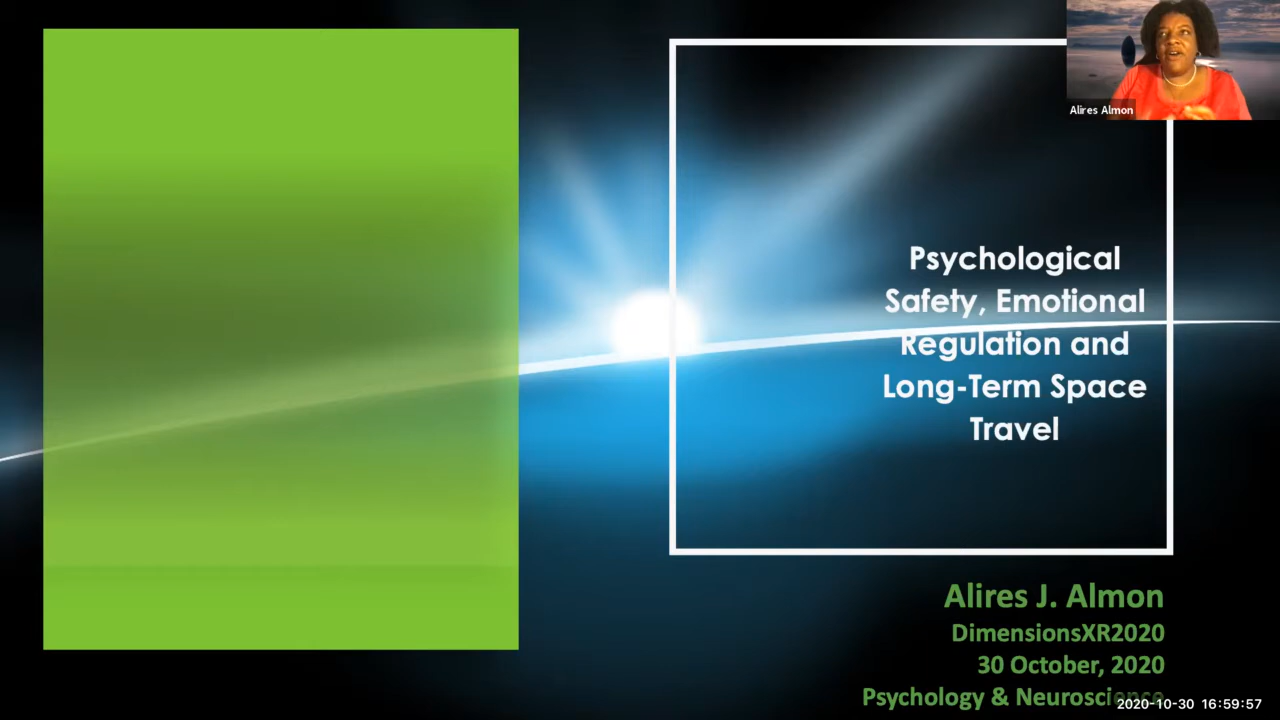 Alires Almon
Psychological
Safety, Emotional
Regulation and
Long-Term Space
Travel
Alires J. Almon
DimensionsXR2020
30 October, 2020
Psychology & Neuroscience
2020-10-30 16:59:57